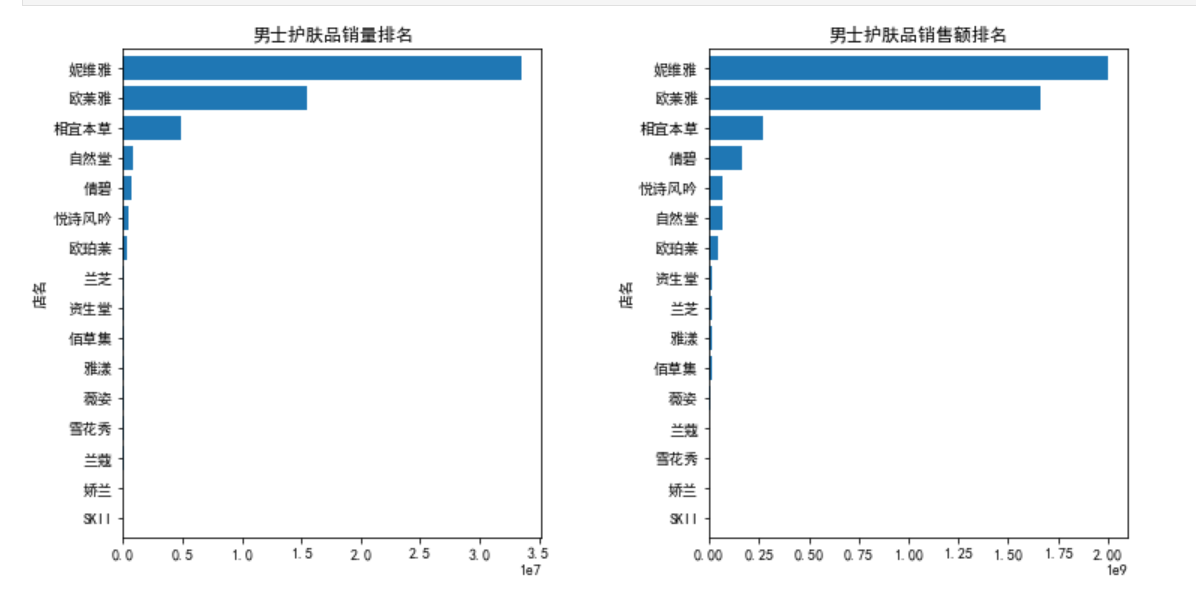 男士护肤品销量排名
店名
妮维雅
欧莱雅
相宜本草
自然堂
倩碧
悦诗风吟
欧珀莱
兰芝
资生堂
佰草集
雅漾
薇姿
雪花秀
兰蔻
娇兰
SKII
0.0 0.5 1.0 1.5 2.0 2.5 3.0 3.5
1e7
男士护肤品销售额排名
店名
妮维雅
欧莱雅
相宜本草
倩碧
悦诗风吟
自然堂
欧珀莱
资生堂
兰芝
雅漾
佰草集
薇姿
兰蔻
雪花秀
娇兰
SKII
0.00 0.25 0.50 0.75 1.00 1.25 1.50 1.75 2.00
1e9